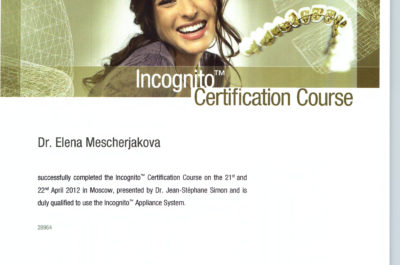 Incognito™
Certification Course
Dr. Elena Mescherjakova
successfully completed the Incognito™ Certification Course on the 21st and
22nd April 2012 in Moscow, presented by Dr. Jean-Stéphane Simon and is
duly qualified to use the Incognito™ Appliance System.
28964